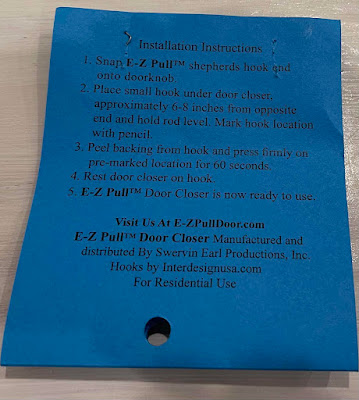 Installation Instructions
1. Snap E-Z Pull™ shepherds hook end
onto doorknob.
2. Place small hook under door closer,
approximately 6-8 inches from opposite
end and hold rod level. Mark hook location
with pencil.
3. Peel backing from hook and press firmly on
pre-marked location for 60 seconds.
4. Rest door closer on hook.
5. E-Z Pull™ Door Closer is now ready to use.
Visit Us At E-ZPullDoor.com
E-Z Pull™ Door Closer Manufactured and
distributed By Swervin Earl Productions, Inc.
Hooks by Interdesignusa.com
For Residential Use